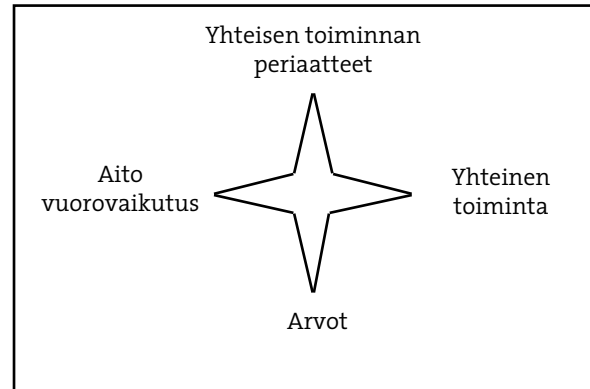 Yhteisen toiminnan
periaatteet
Aito
vuorovaikutus
Yhteinen
toiminta
Arvot